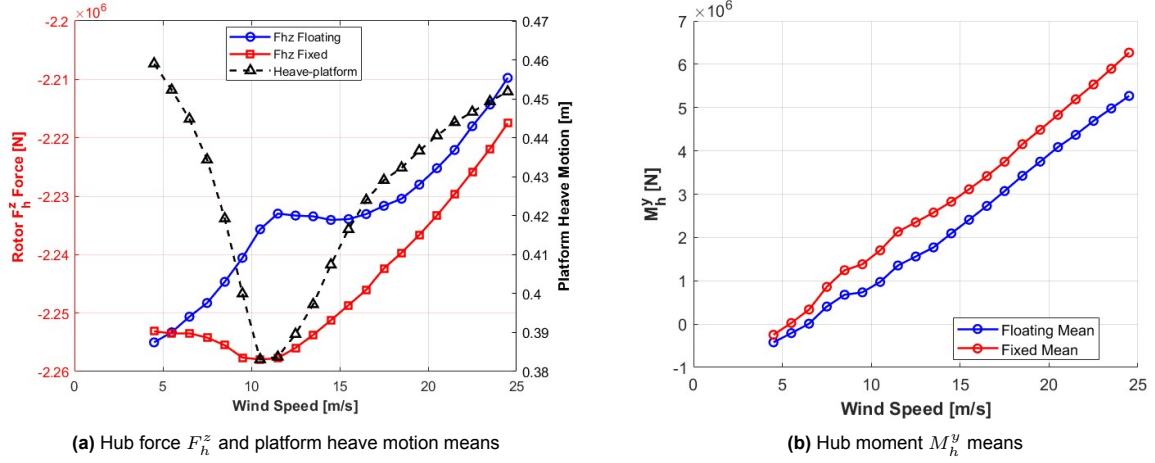 ×10⁶
-2.2
-2.21
-2.22
-2.23
-2.24
-2.25
-2.26
Rotor F_h^z Force [N]
Fhz Floating
Fhz Fixed
Heave-platform
0.47
0.46
0.45
0.44
0.43
0.42
0.41
0.4
0.39
0.38
Platform Heave Motion [m]
0 5 10 15 20 25
Wind Speed [m/s]
(a) Hub force F_h^z and platform heave motion means
×10⁶
7
6
5
4
3
2
1
0
-1
M_h^y [N]
Floating Mean
Fixed Mean
0 5 10 15 20 25
Wind Speed [m/s]
(b) Hub moment M_h^y means